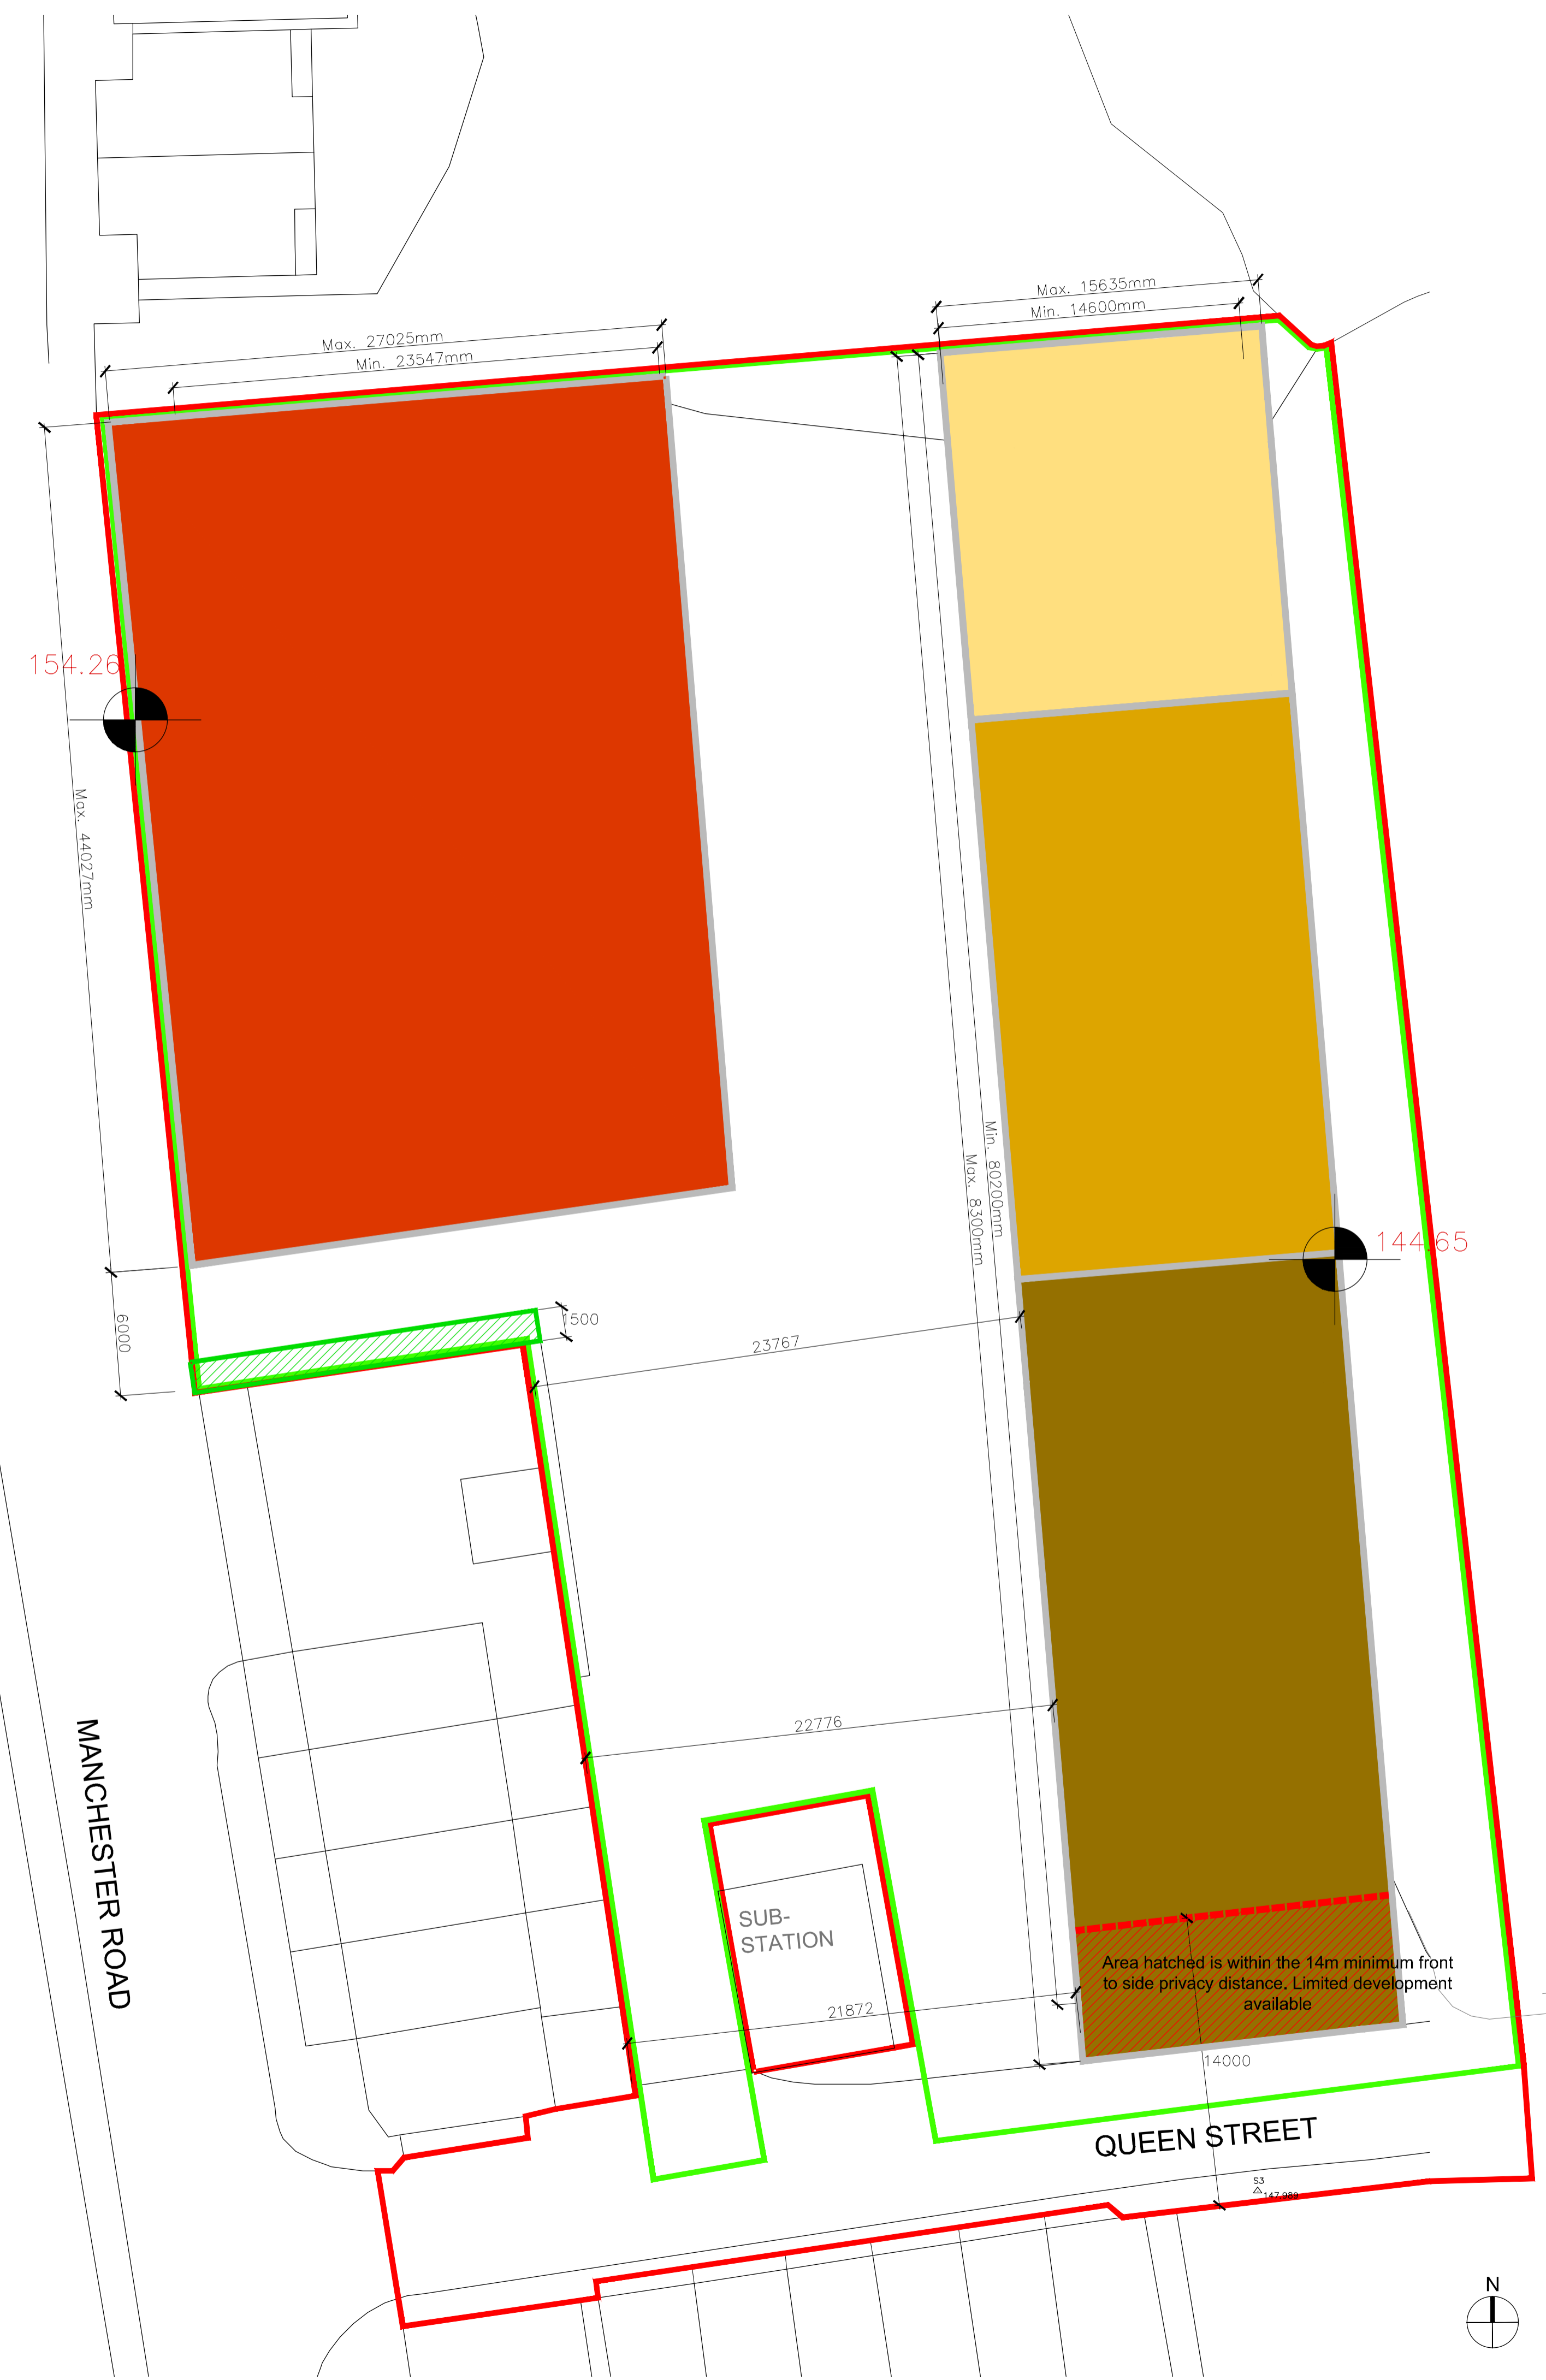 Max. 15635mm
Min. 14600mm
Max. 27025mm
Min. 23547mm
154.26
Max. 44027mm
Min. 80200mm
Max. 8300mm
144.65
6000
1500
23767
22776
MANCHESTER ROAD
SUB-
STATION
Area hatched is within the 14m minimum front
to side privacy distance. Limited development
available
21872
14000
QUEEN STREET
S3
147.989
N